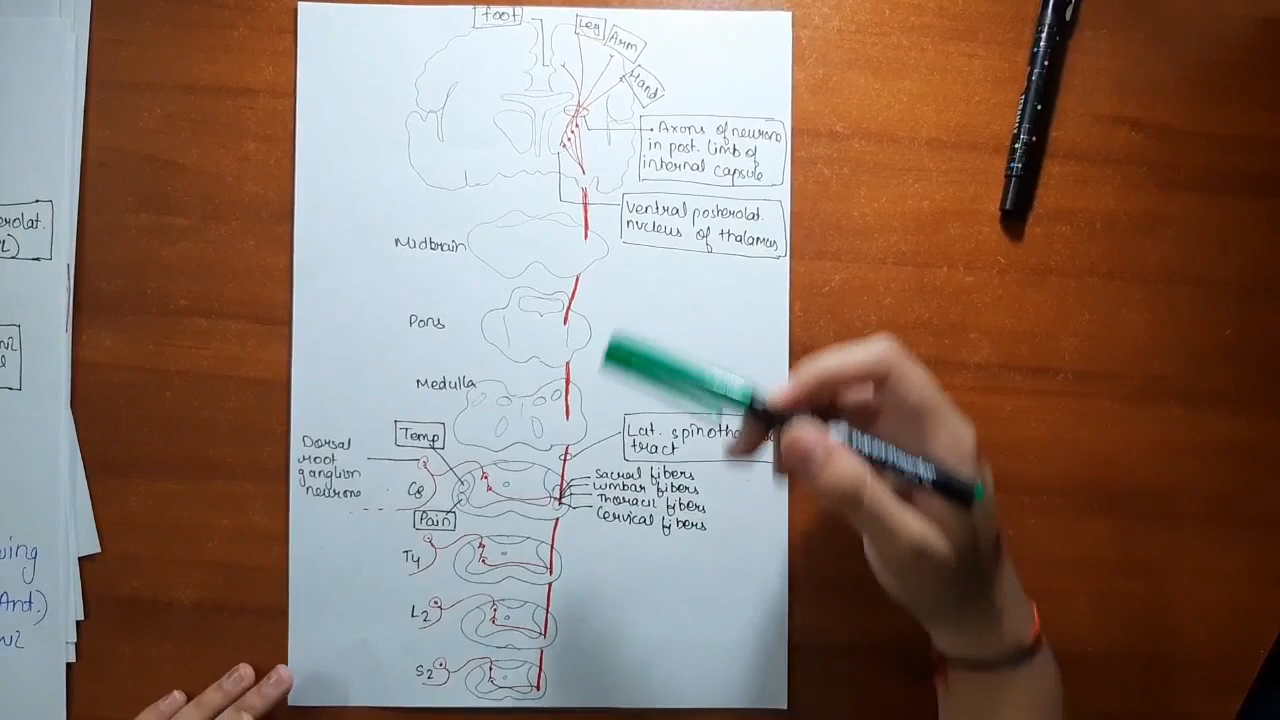 foot
Leg
Arm
Hand
• Axons of neurons
in post. limb of
internal capsule
Ventral posterolat.
nucleus of thalamus
Midbrain
Pons
Medulla
Lat.
tract
Temp
Dorsal
root
ganglion
neurone
C8
Pain
Sacral fibers
Lumbar fibers
Thoracic fibers
Cervical fibers
T4
L2
S2